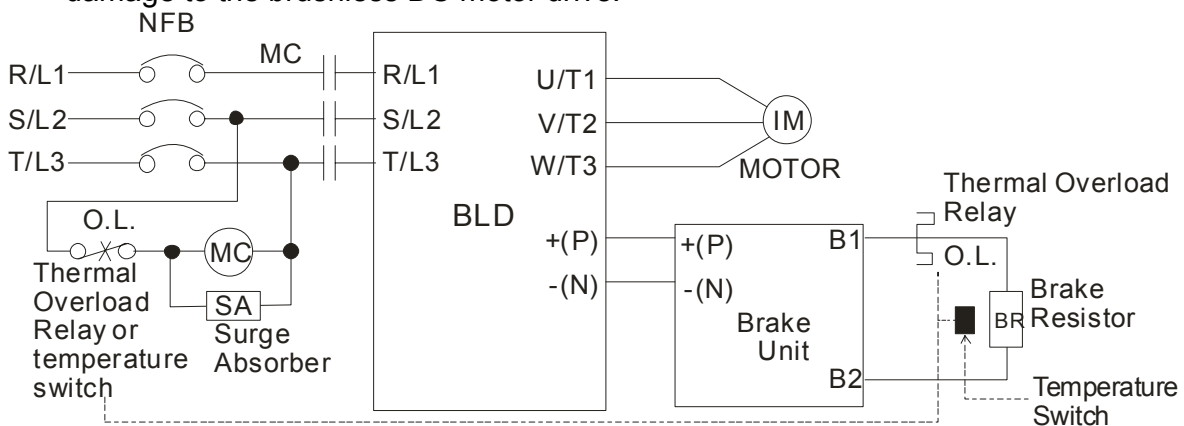 damage to the brushless DC motor drive.
NFB
MC
R/L1
R/L1
U/T1
S/L2
S/L2
V/T2
IM
T/L3
T/L3
W/T3
MOTOR
BLD
O.L.
MC
SA
Thermal
Overload
Relay or
temperature
switch
Surge
Absorber
+(P)
-(N)
+(P)
-(N)
B1
Brake
Unit
B2
Thermal Overload
Relay
O.L.
BR
Brake
Resistor
Temperature
Switch